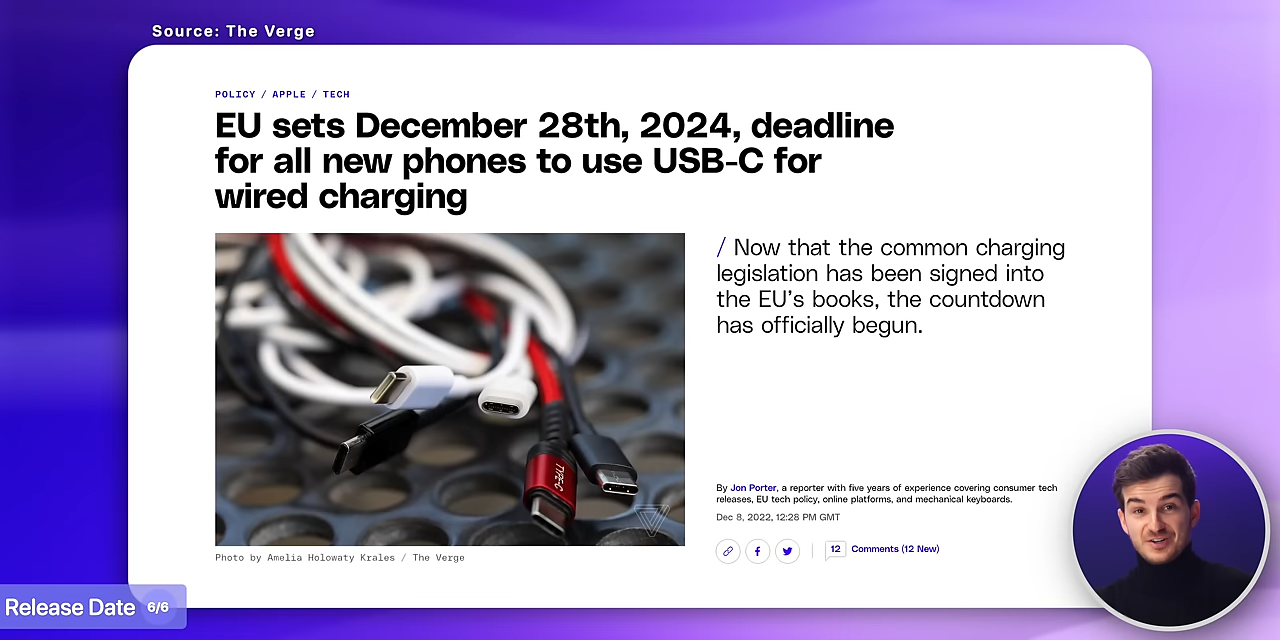 Source: The Verge
POLICY / APPLE / TECH
EU sets December 28th, 2024, deadline
for all new phones to use USB-C for
wired charging
/ Now that the common charging
legislation has been signed into
the EU's books, the countdown
has officially begun.
TYPE-C
By Jon Porter, a reporter with five years of experience covering consumer tech
releases, EU tech policy, online platforms, and mechanical keyboards.
Dec 8, 2022, 12:28 PM GMT
12 Comments (12 New)
Photo by Amelia Holowaty Krales / The Verge
Release Date 6/6